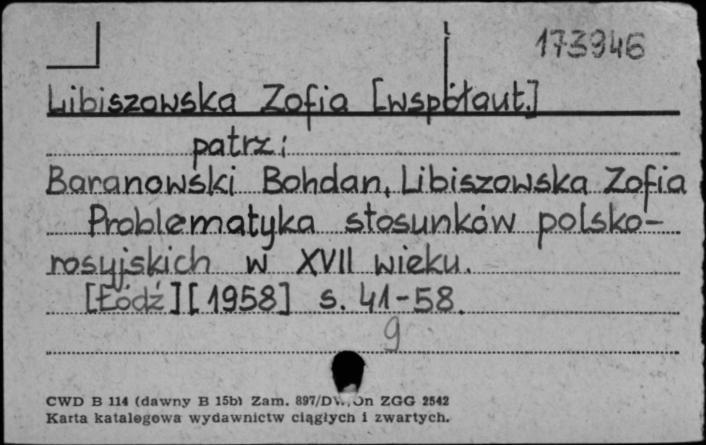 173946
Libiszowska Zofia [współaut.]
patrz:
Baranowski Bohdan, Libiszowska Zofia
Problematyka stosunków polsko-
rosyjskich w XVII wieku.
[Łódź] [1958] s. 41-58.
9
CWD B 114 (dawny B 15b) Zam. 897/ ZGG 2542
Karta katalogowa wydawnictw ciągłych i zwartych.